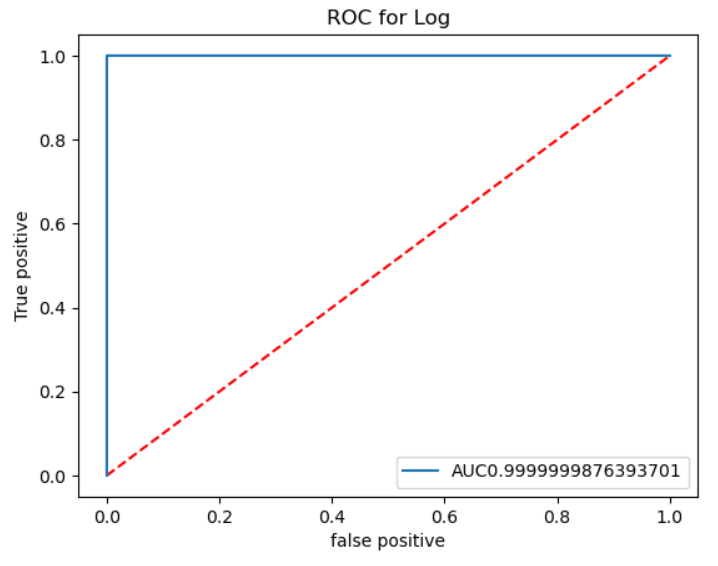 ROC for Log
1.0
0.8
0.6
0.4
0.2
0.0
True positive
AUC0.9999999876393701
0.0 0.2 0.4 0.6 0.8 1.0
false positive